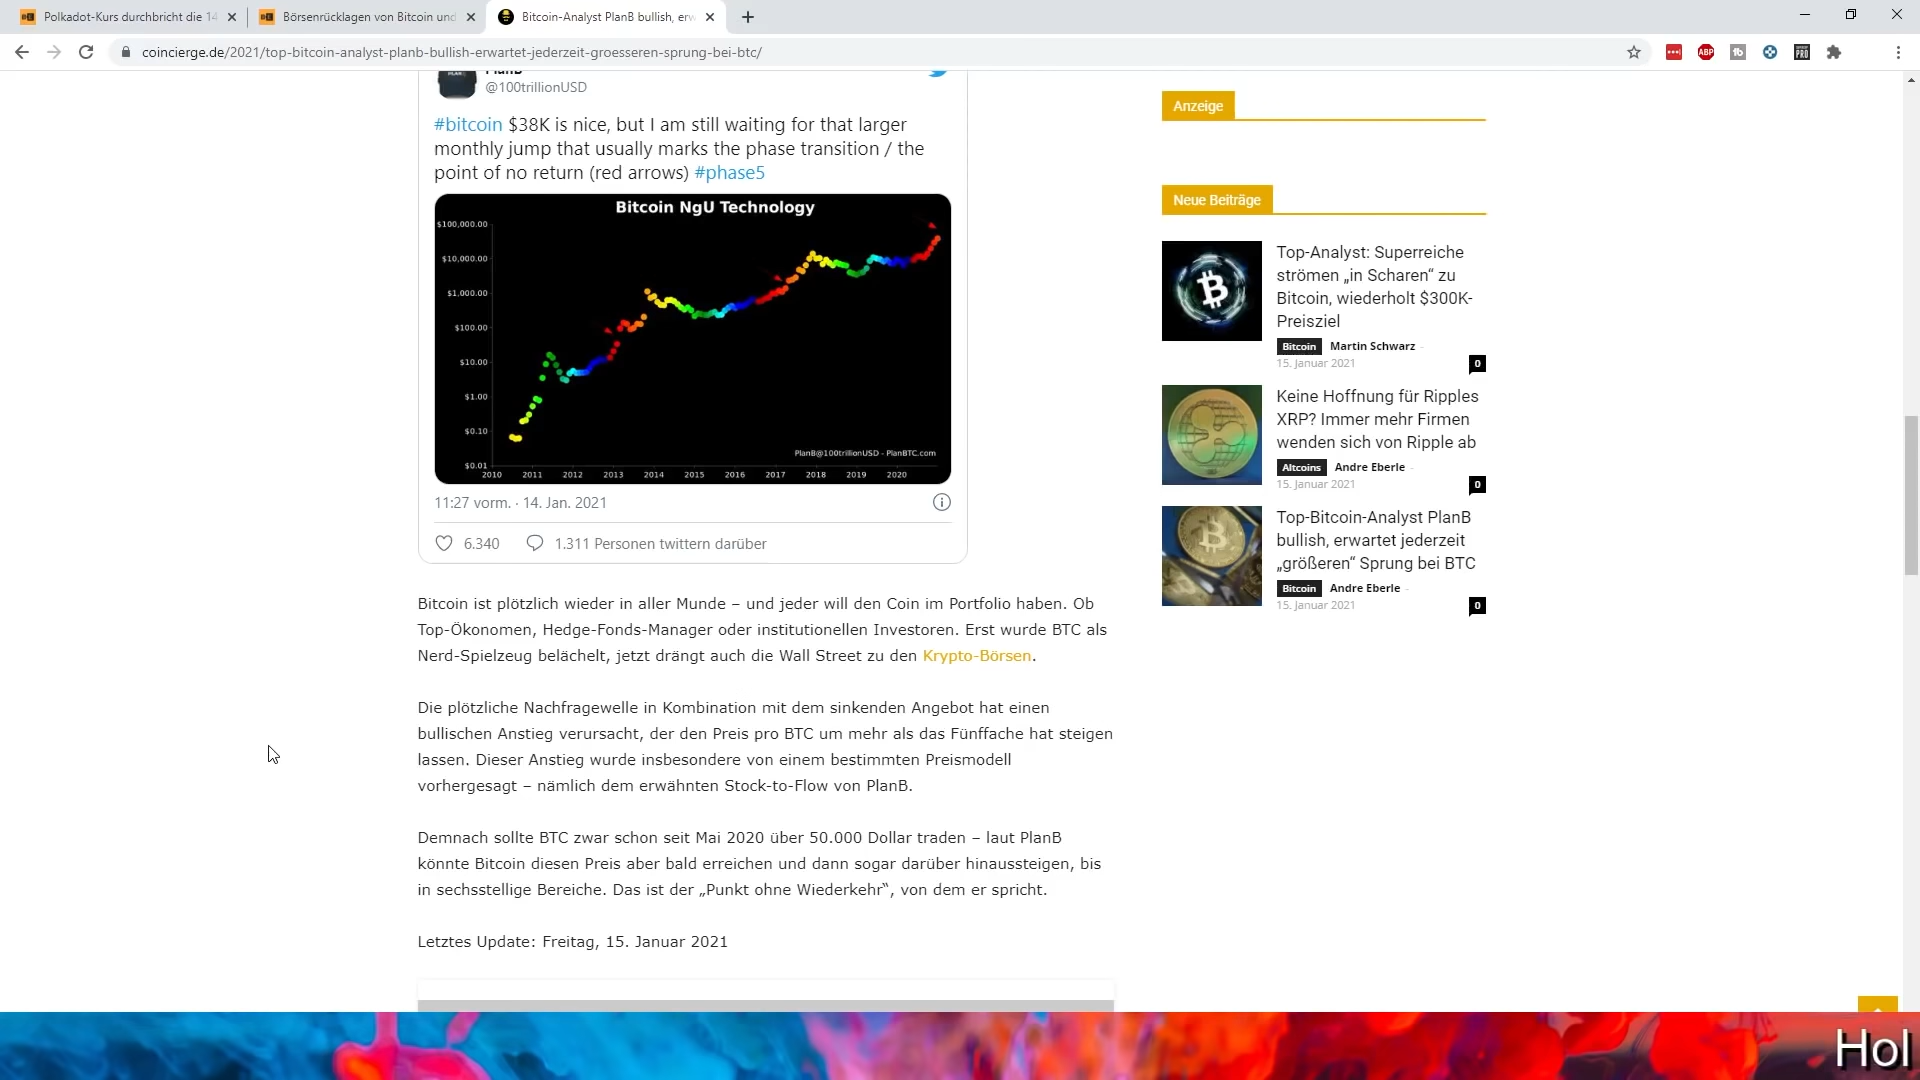 Polkadot-Kurs durchbricht die 14
Börsenrücklagen von Bitcoin und
Bitcoin-Analyst PlanB bullish, erw
coincierge.de/2021/top-bitcoin-analyst-planb-bullish-erwartet-jederzeit-groesseren-sprung-bei-btc/
ABP
PlanB
@100trillionUSD
#bitcoin $38K is nice, but I am still waiting for that larger
monthly jump that usually marks the phase transition / the
point of no return (red arrows) #phase5
Bitcoin NgU Technology
$100,000.00
$10,000.00
$1,000.00
$100.00
$10.00
$1.00
$0.10
$0.01
PlanB@100trillionUSD - PlanBTC.com
2010 2011 2012 2013 2014 2015 2016 2017 2018 2019 2020
11:27 vorm. · 14. Jan. 2021
6.340 1.311 Personen twittern darüber
Bitcoin ist plötzlich wieder in aller Munde – und jeder will den Coin im Portfolio haben. Ob
Top-Ökonomen, Hedge-Fonds-Manager oder institutionellen Investoren. Erst wurde BTC als
Nerd-Spielzeug belächelt, jetzt drängt auch die Wall Street zu den Krypto-Börsen.
Die plötzliche Nachfragewelle in Kombination mit dem sinkenden Angebot hat einen
bullischen Anstieg verursacht, der den Preis pro BTC um mehr als das Fünffache hat steigen
lassen. Dieser Anstieg wurde insbesondere von einem bestimmten Preismodell
vorhergesagt – nämlich dem erwähnten Stock-to-Flow von PlanB.
Demnach sollte BTC zwar schon seit Mai 2020 über 50.000 Dollar traden – laut PlanB
könnte Bitcoin diesen Preis aber bald erreichen und dann sogar darüber hinaussteigen, bis
in sechsstellige Bereiche. Das ist der „Punkt ohne Wiederkehr“, von dem er spricht.
Letztes Update: Freitag, 15. Januar 2021
Anzeige
Neue Beiträge
Top-Analyst: Superreiche
strömen „in Scharen“ zu
Bitcoin, wiederholt $300K-
Preisziel
Bitcoin Martin Schwarz -
15. Januar 2021 0
Keine Hoffnung für Ripples
XRP? Immer mehr Firmen
wenden sich von Ripple ab
Altcoins Andre Eberle -
15. Januar 2021 0
Top-Bitcoin-Analyst PlanB
bullish, erwartet jederzeit
„größeren“ Sprung bei BTC
Bitcoin Andre Eberle -
15. Januar 2021 0
Hol